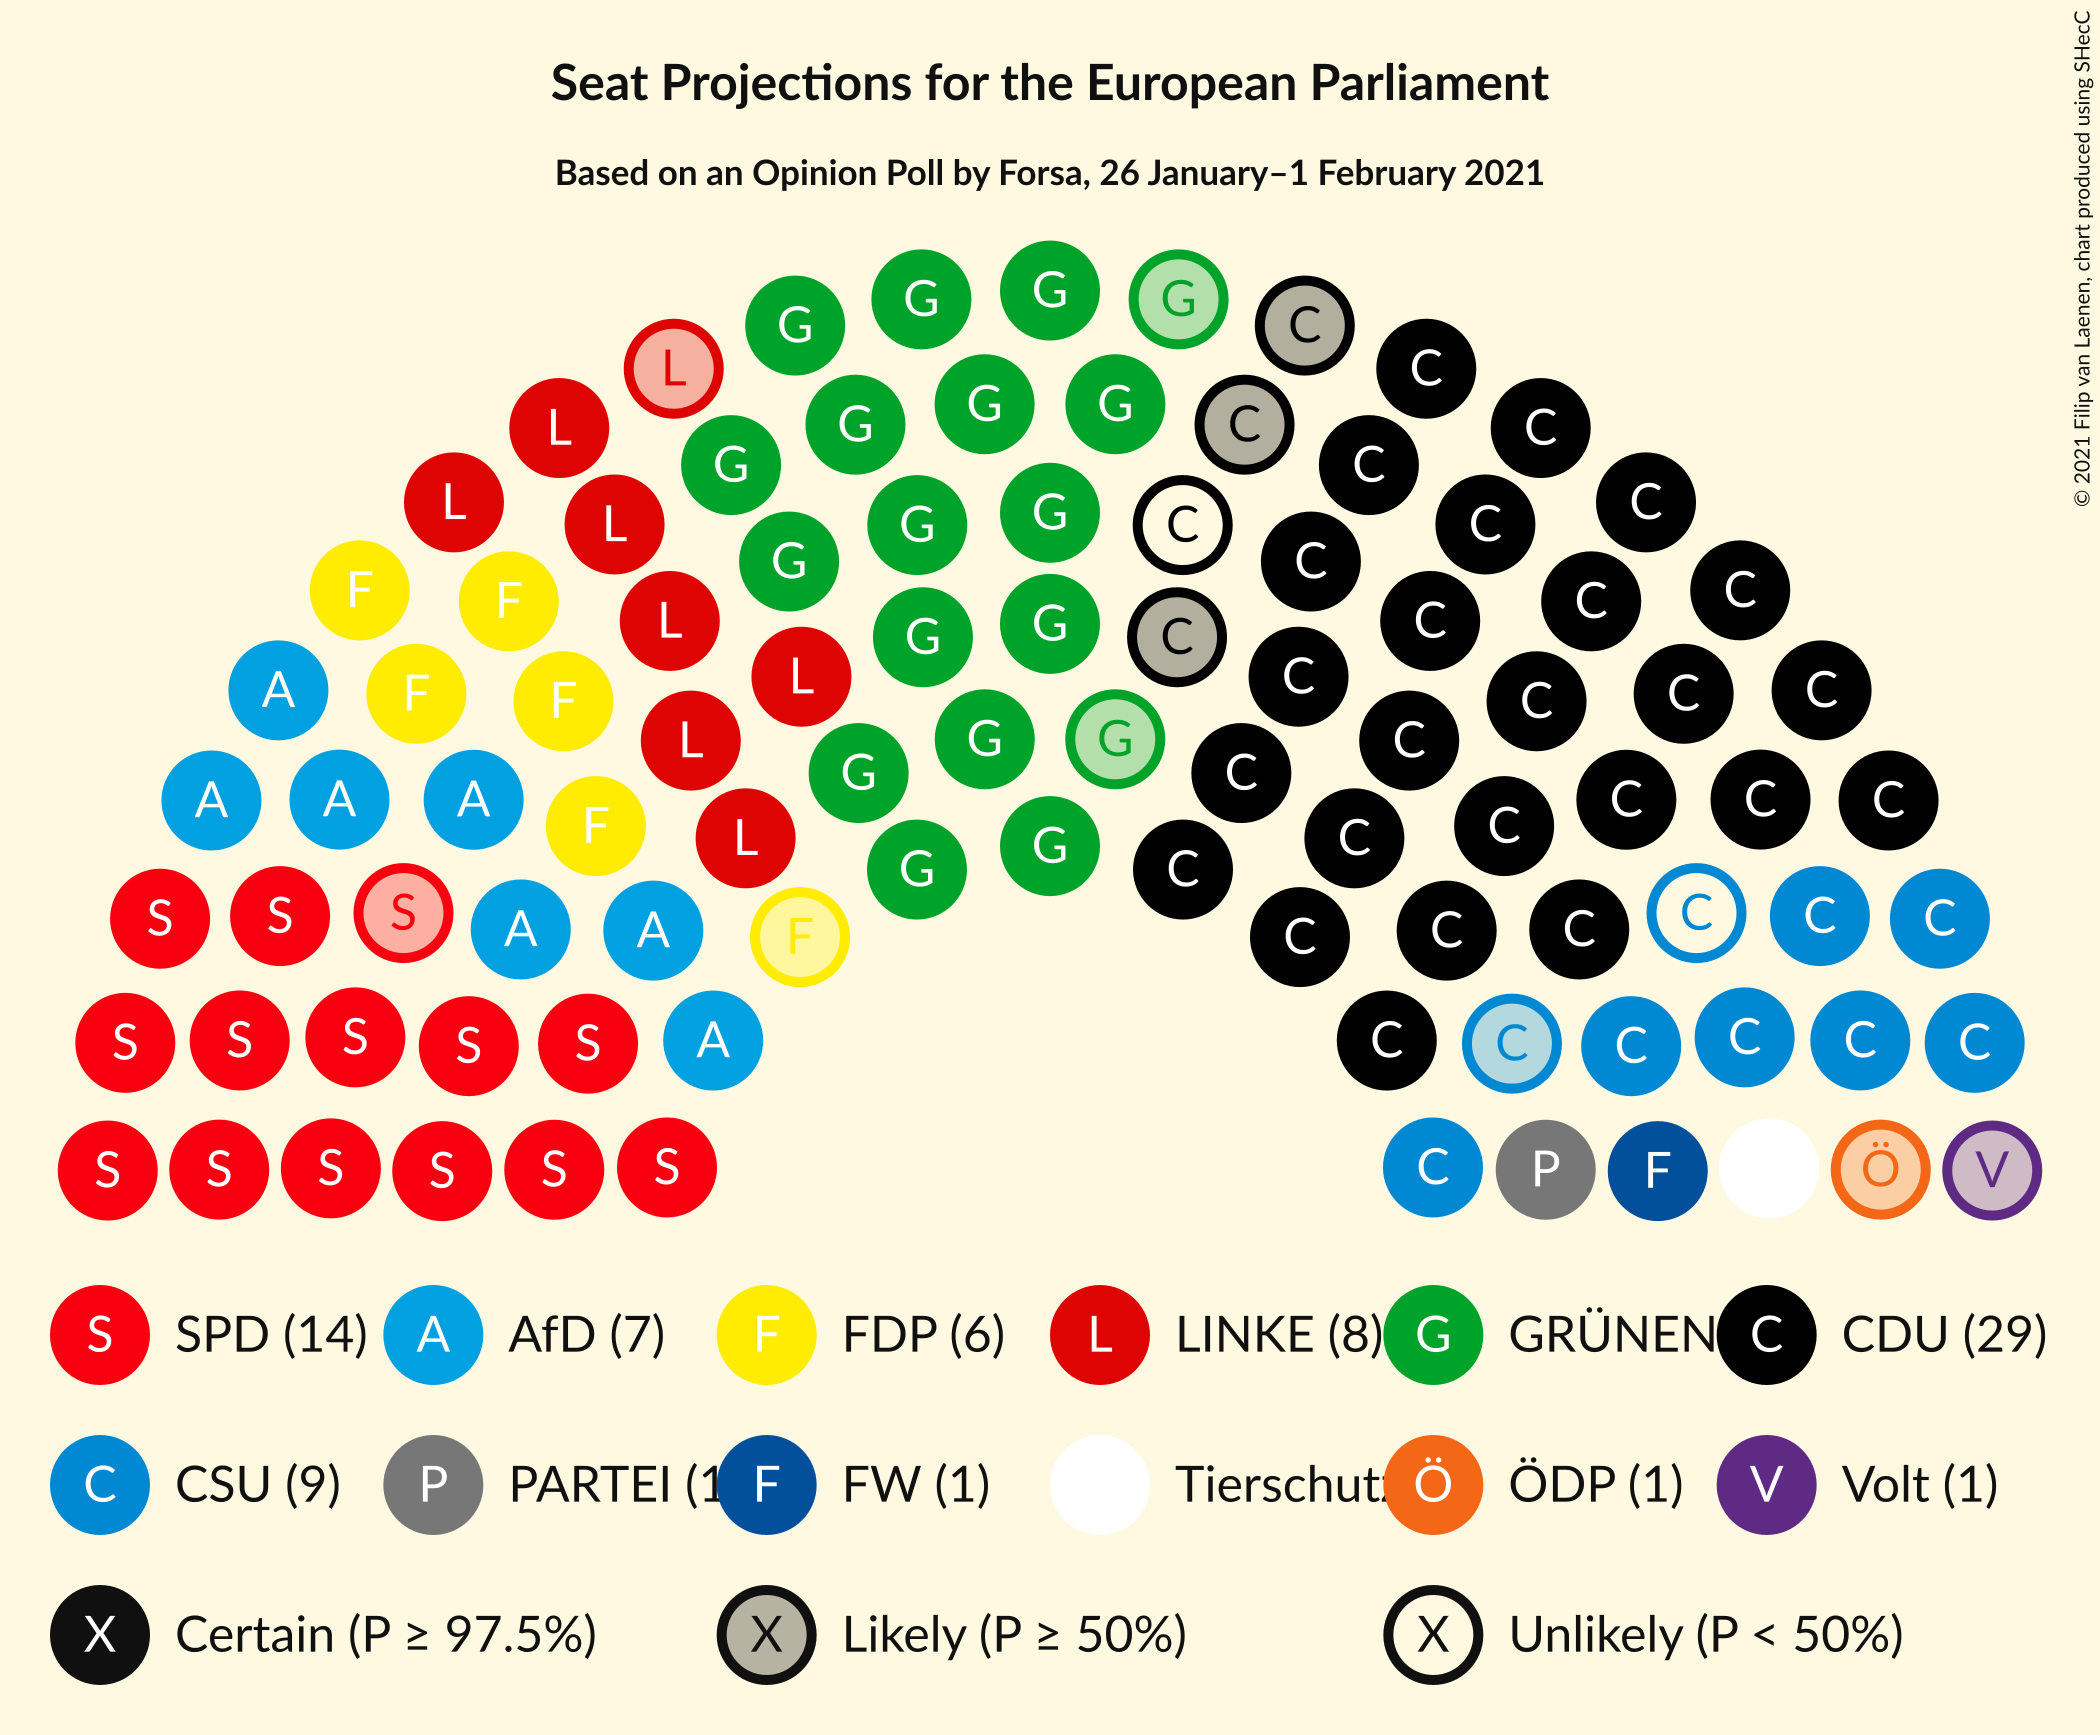 © 2021 Filip van Laenen, chart produced using SHecC
Seat Projections for the European Parliament
Based on an Opinion Poll by Forsa, 26 January–1 February 2021
G G G
G C
L C
G G
L G C C
G C
L L G G C C C
G C
F F C C
L G G C C
A F F L C C C C
L G G C
G C
A A A C C C
F L G C C
G C
S S S A A F C C C C C C
S S S S S A C C C C C C
S S S S S S C P F Ö V
S SPD (14) A AfD (7) F FDP (6) L LINKE (8) G GRÜNEN C CDU (29)
C CSU (9) P PARTEI (1 F FW (1) Tierschutz Ö ÖDP (1) V Volt (1)
X Certain (P ≥ 97.5%) X Likely (P ≥ 50%) X Unlikely (P < 50%)